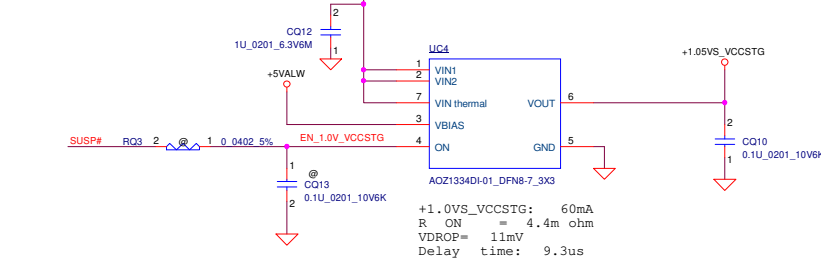 2
CQ12
1U_0201_6.3V6M
1
UC4
+1.05VS_VCCSTG
+5VALW
1 VIN1
2 VIN2
7 VIN thermal VOUT 6
3 VBIAS
SUSP# RQ3 2 @ 1 0_0402_5% EN_1.0V_VCCSTG 4 ON GND 5
2
CQ10
0.1U_0201_10V6K
1
1
@
CQ13
0.1U_0201_10V6K
2
AOZ1334DI-01_DFN8-7_3X3
+1.0VS_VCCSTG: 60mA
R ON = 4.4m ohm
VDROP= 11mV
Delay time: 9.3us